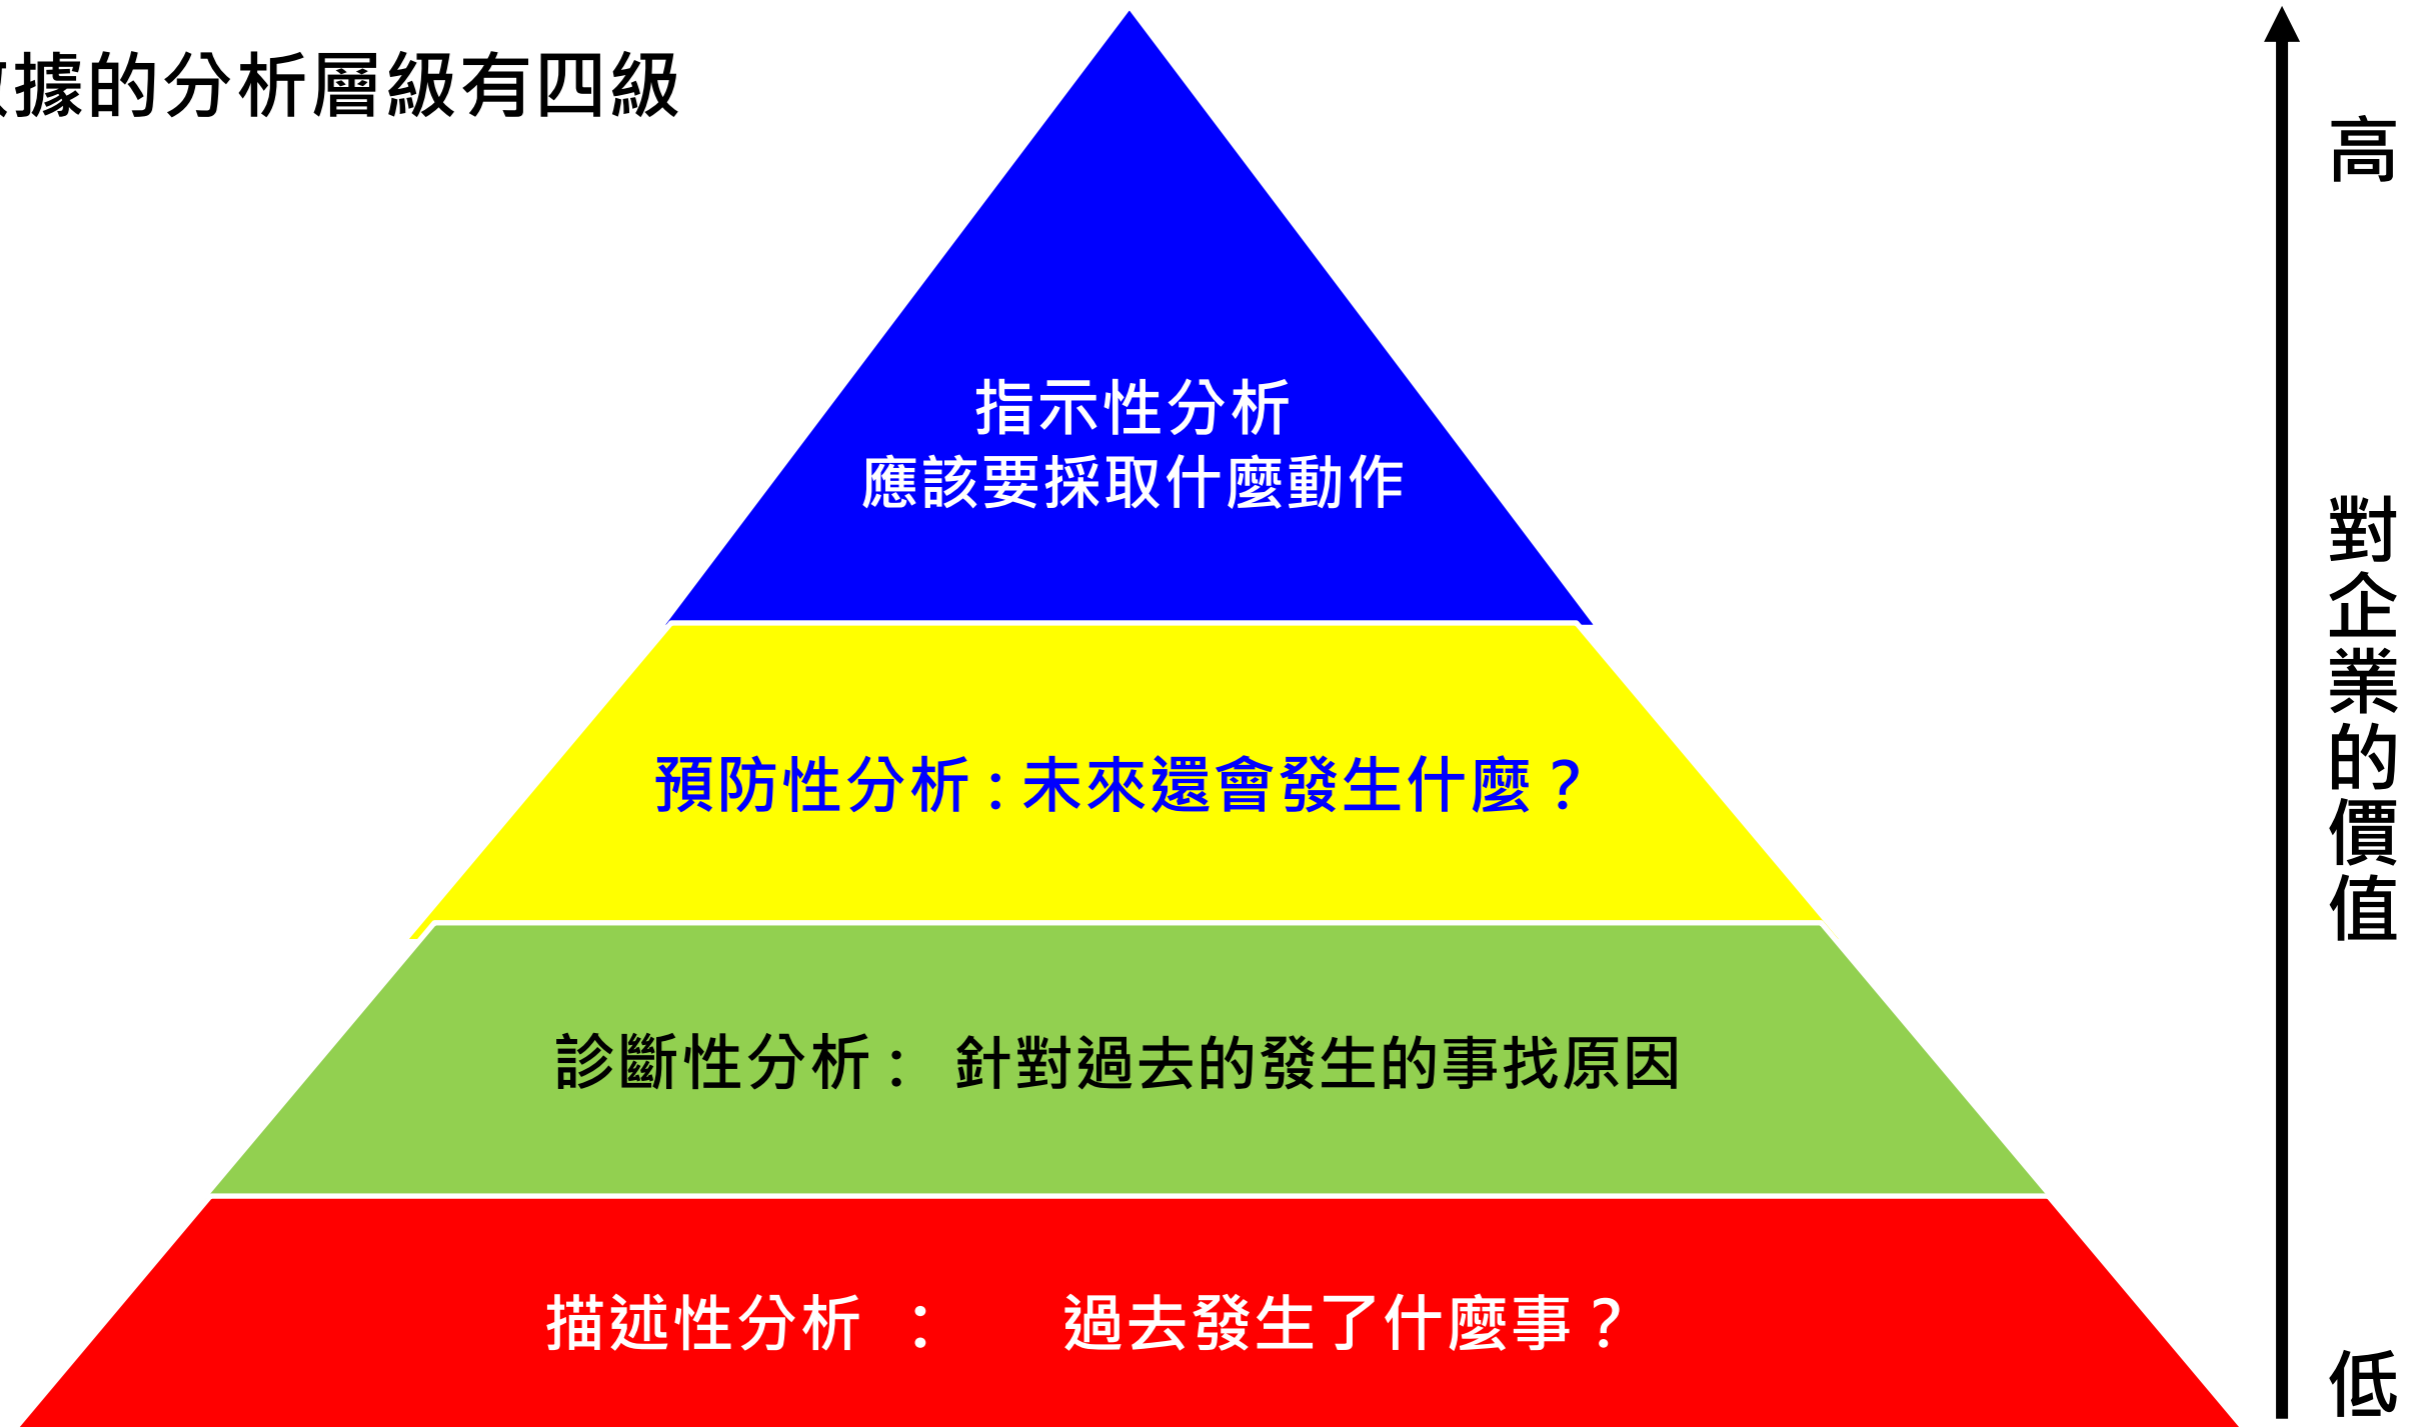 據的分析層級有四級
高
指示性分析
應該要採取什麼動作
對企業的價值
預防性分析:未來還會發生什麼？
診斷性分析: 針對過去的發生的事找原因
描述性分析 : 過去發生了什麼事？
低